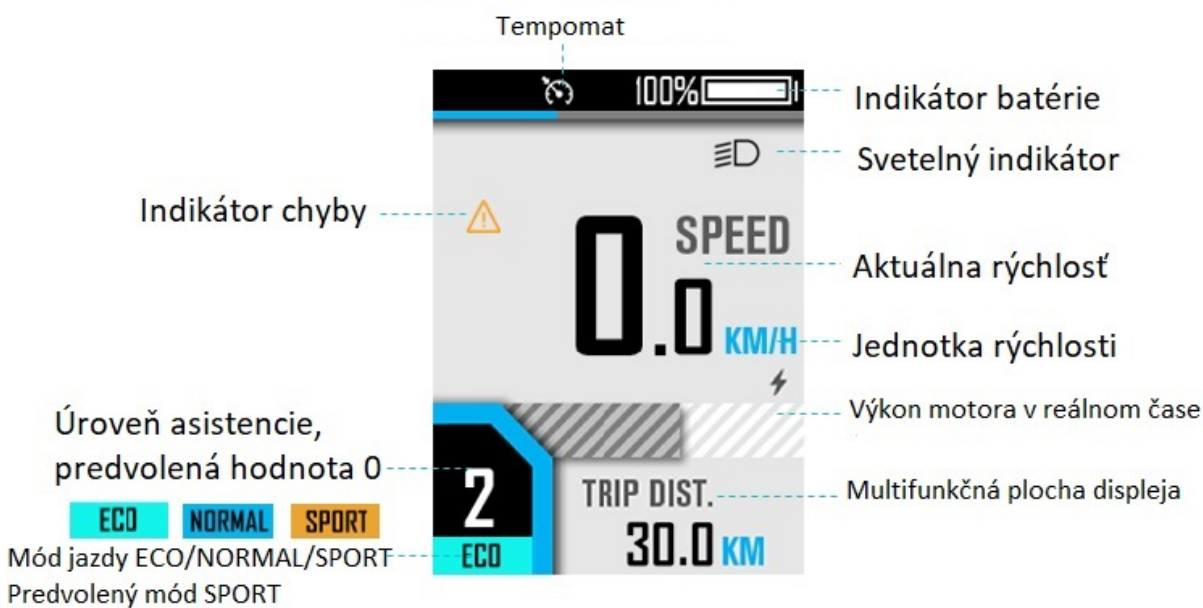 Tempomat
100%
Indikátor batérie
Svetelný indikátor
Indikátor chyby
SPEED
0.0
Aktuálna rýchlosť
KM/H
Jednotka rýchlosti
Výkon motora v reálnom čase
Úroveň asistencie,
predvolená hodnota 0
2
TRIP DIST.
Multifunkčná plocha displeja
ECO NORMAL SPORT
ECO
30.0 KM
Mód jazdy ECO/NORMAL/SPORT
Predvolený mód SPORT